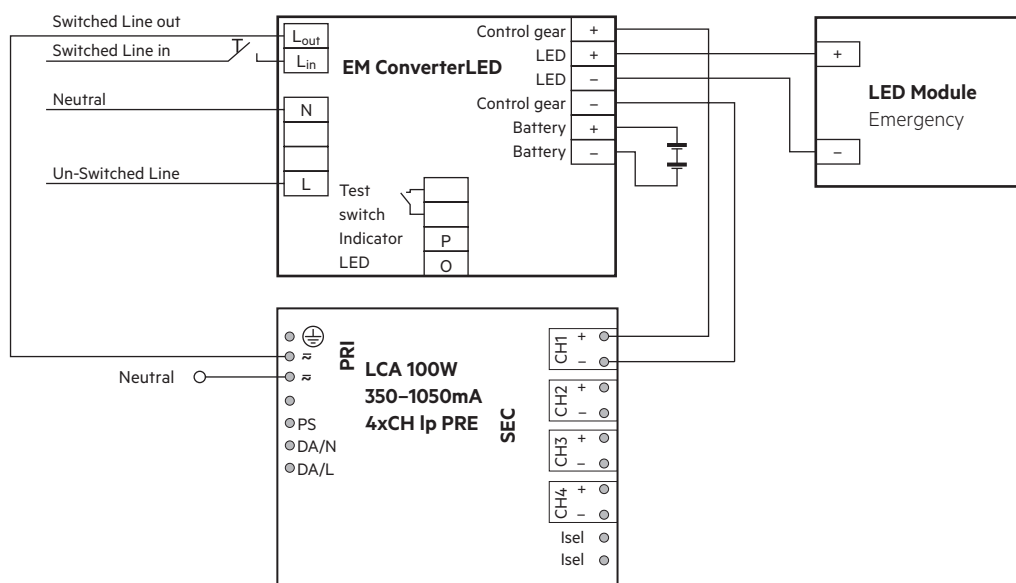 Switched Line out
Switched Line in
Neutral
Un-Switched Line
Lout
Lin
N
L
EM ConverterLED
Control gear +
LED +
LED –
Control gear –
Battery +
Battery –
Test
switch
Indicator P
LED O
+
–
LED Module
Emergency
Neutral
PRI
PS
DA/N
DA/L
LCA 100W
350–1050mA
4xCH lp PRE
SEC
CH1 + –
CH2 + –
CH3 + –
CH4 + –
Isel
Isel